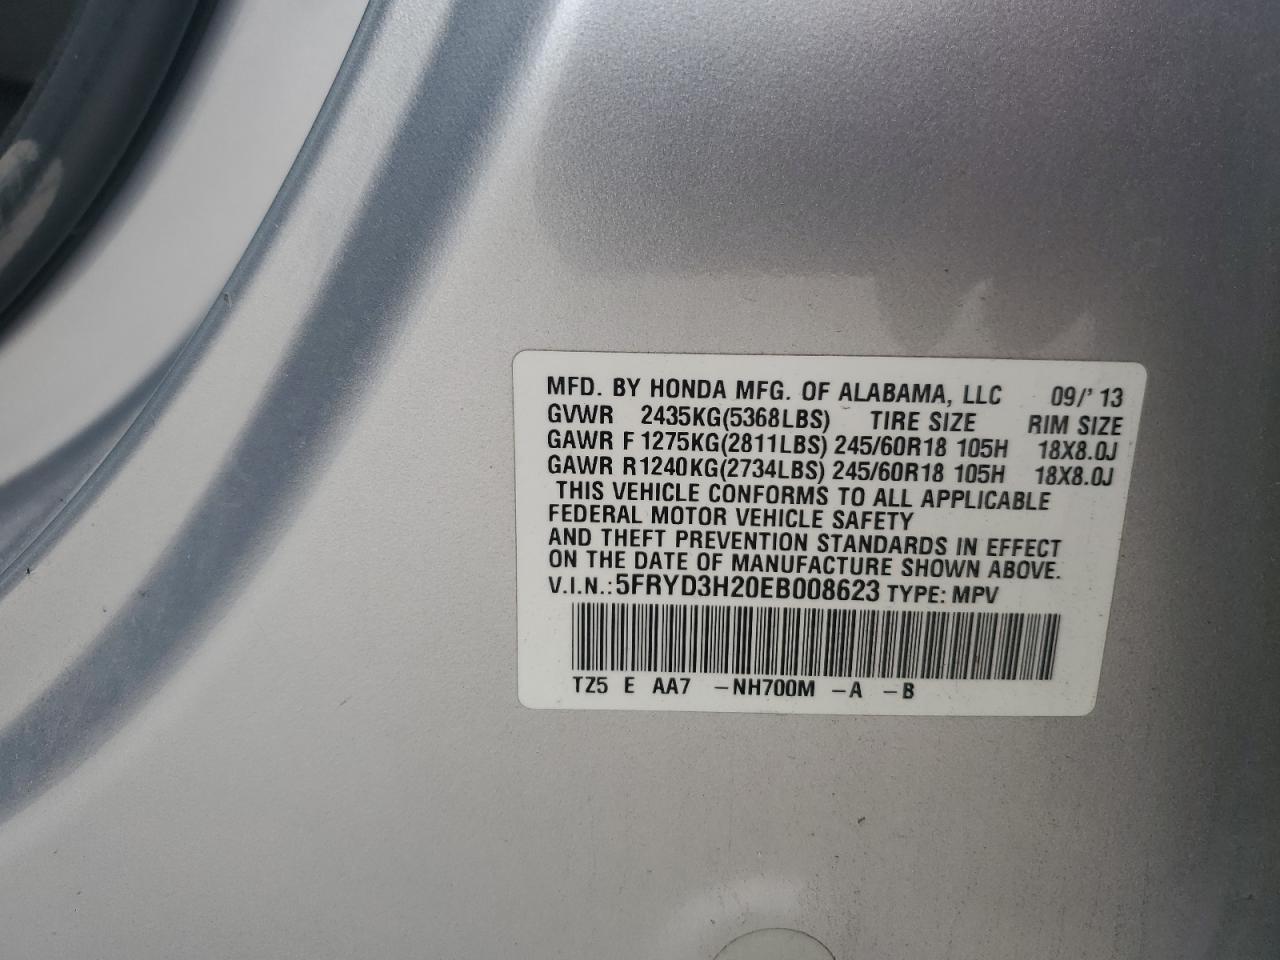 MFD. BY HONDA MFG. OF ALABAMA, LLC 09/' 13
GVWR 2435KG(5368LBS) TIRE SIZE RIM SIZE
GAWR F 1275KG(2811LBS) 245/60R18 105H 18X8.0J
GAWR R1240KG(2734LBS) 245/60R18 105H 18X8.0J
THIS VEHICLE CONFORMS TO ALL APPLICABLE
FEDERAL MOTOR VEHICLE SAFETY
AND THEFT PREVENTION STANDARDS IN EFFECT
ON THE DATE OF MANUFACTURE SHOWN ABOVE.
V.I.N.:5FRYD3H20EB008623 TYPE: MPV
TZ5 E AA7 -NH700M -A -B